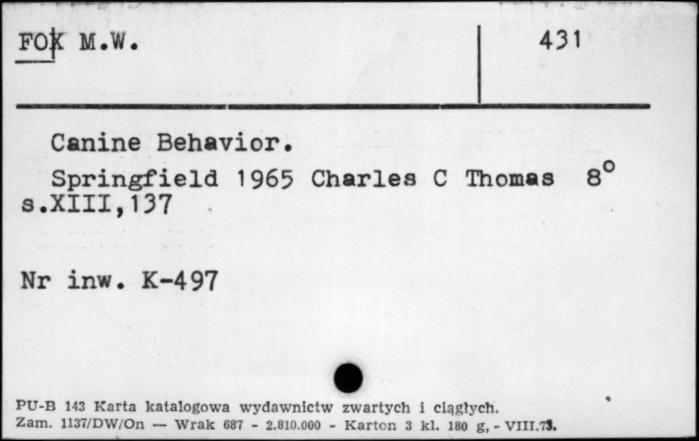 FOX M.W. 431
Canine Behavior.
Springfield 1965 Charles C Thomas 8°
s.XIII,137
Nr inw. K-497
PU-B 143 Karta katalogowa wydawnictw zwartych i ciągłych.
Zam. 1137/DW/On — Wrak 687 - 2.810.000 - Karton 3 kl. 180 g, - VIII.73.